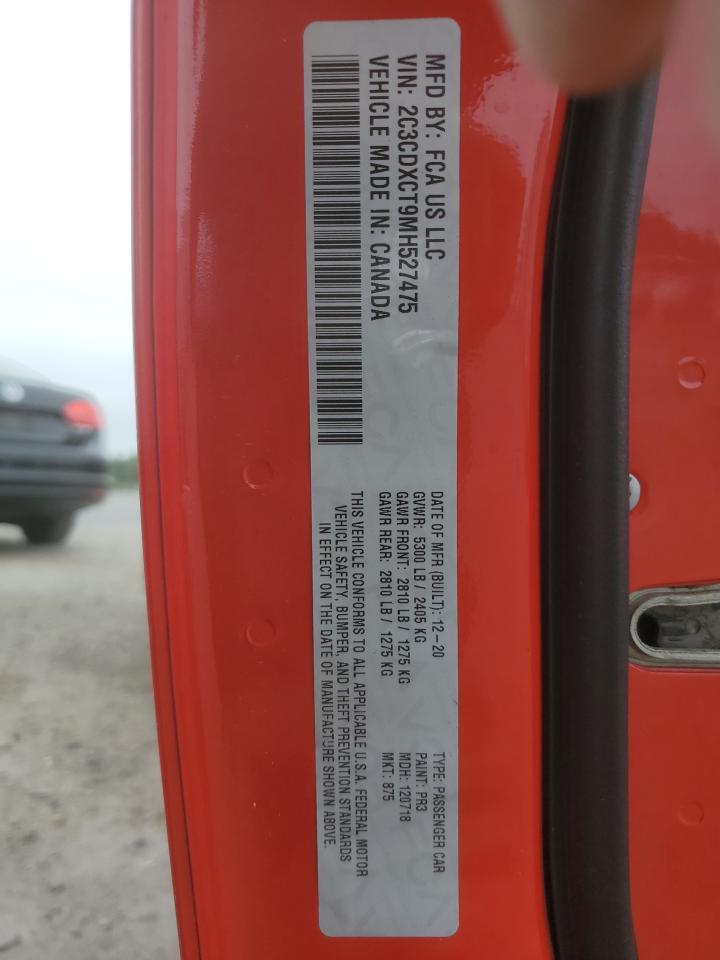 MFD BY: FCA US LLC
VIN: 2C3CDXCT9MH527475
VEHICLE MADE IN: CANADA
DATE OF MFR (BUILT): 12-20
GVWR: 5300 LB / 2405 KG
GAWR FRONT: 2810 LB / 1275 KG
GAWR REAR: 2810 LB / 1275 KG
TYPE: PASSENGER CAR
PAINT: PR3
MDH: 120718
MKT: 875
THIS VEHICLE CONFORMS TO ALL APPLICABLE U.S.A. FEDERAL MOTOR
VEHICLE SAFETY, BUMPER, AND THEFT PREVENTION STANDARDS
IN EFFECT ON THE DATE OF MANUFACTURE SHOWN ABOVE.